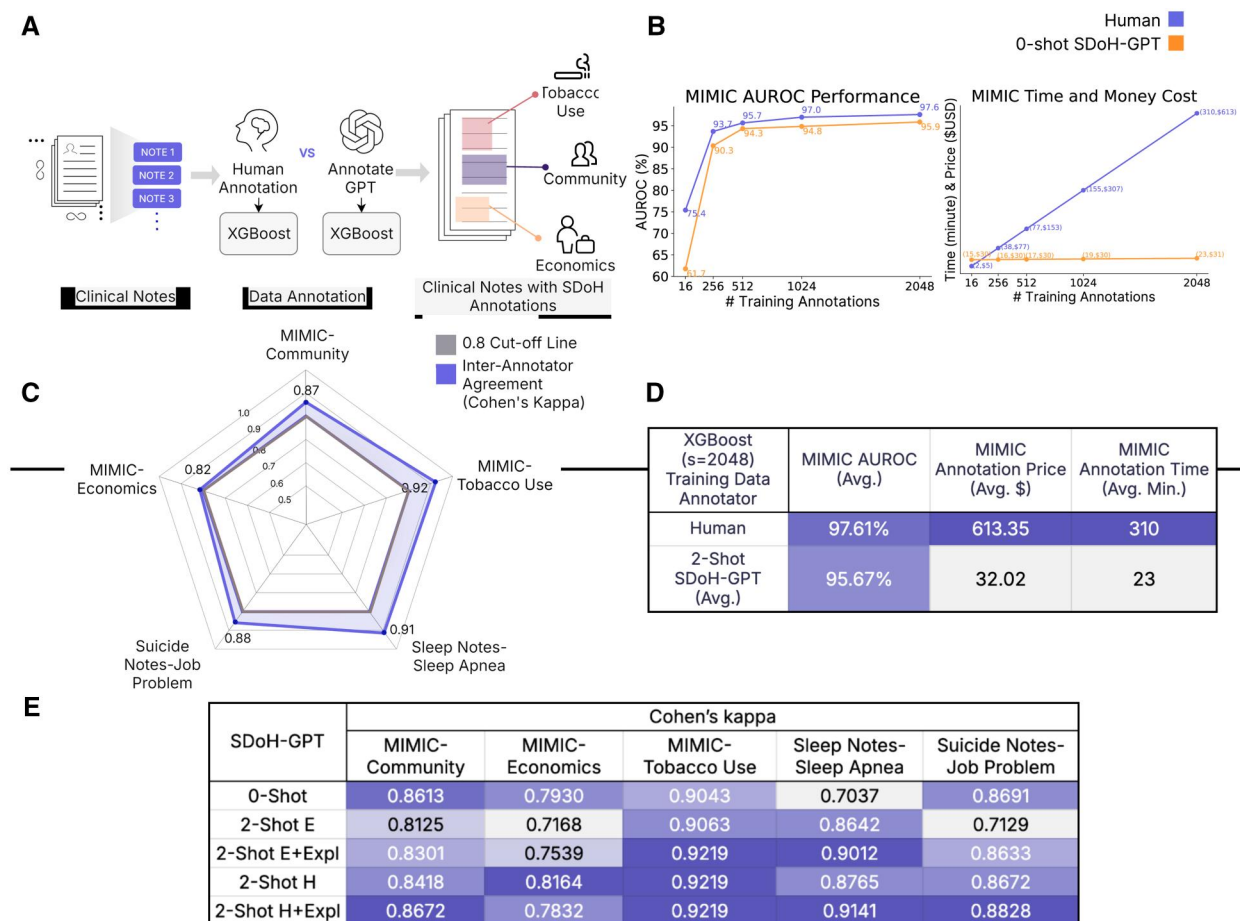 A
Tobacco
Use
NOTE 1
NOTE 2
NOTE 3
Human
Annotation
VS
Annotate
GPT
XGBoost
XGBoost
Community
Economics
Clinical Notes
Data Annotation
Clinical Notes with SDoH
Annotations
B
Human
0-shot SDoH-GPT
MIMIC AUROC Performance
AUROC (%)
95
90
85
80
75
70
65
60
75.4
93.7
95.7
97.0
97.6
61.7
90.3
94.3
94.8
95.9
16 256 512 1024 2048
# Training Annotations
MIMIC Time and Money Cost
Time (minute) & Price ($USD)
(2,$5)
(38,$77)
(77,$153)
(155,$307)
(310,$613)
(15,$30)
(16,$30)
(17,$30)
(19,$30)
(23,$31)
16 256 512 1024 2048
# Training Annotations
C
0.8 Cut-off Line
Inter-Annotator
Agreement
(Cohen's Kappa)
MIMIC-
Community
0.87
MIMIC-
Tobacco Use
0.92
Sleep Notes-
Sleep Apnea
0.91
Suicide
Notes-Job
Problem
0.88
MIMIC-
Economics
0.82
1.0
0.9
0.8
0.7
0.6
0.5
D
XGBoost
(s=2048)
Training Data
Annotator
MIMIC AUROC
(Avg.)
MIMIC
Annotation Price
(Avg. $)
MIMIC
Annotation Time
(Avg. Min.)
Human 97.61% 613.35 310
2-Shot
SDoH-GPT
(Avg.)
95.67% 32.02 23
E
SDoH-GPT
Cohen's kappa
MIMIC-
Community
MIMIC-
Economics
MIMIC-
Tobacco Use
Sleep Notes-
Sleep Apnea
Suicide Notes-
Job Problem
0-Shot 0.8613 0.7930 0.9043 0.7037 0.8691
2-Shot E 0.8125 0.7168 0.9063 0.8642 0.7129
2-Shot E+Expl 0.8301 0.7539 0.9219 0.9012 0.8633
2-Shot H 0.8418 0.8164 0.9219 0.8765 0.8672
2-Shot H+Expl 0.8672 0.7832 0.9219 0.9141 0.8828